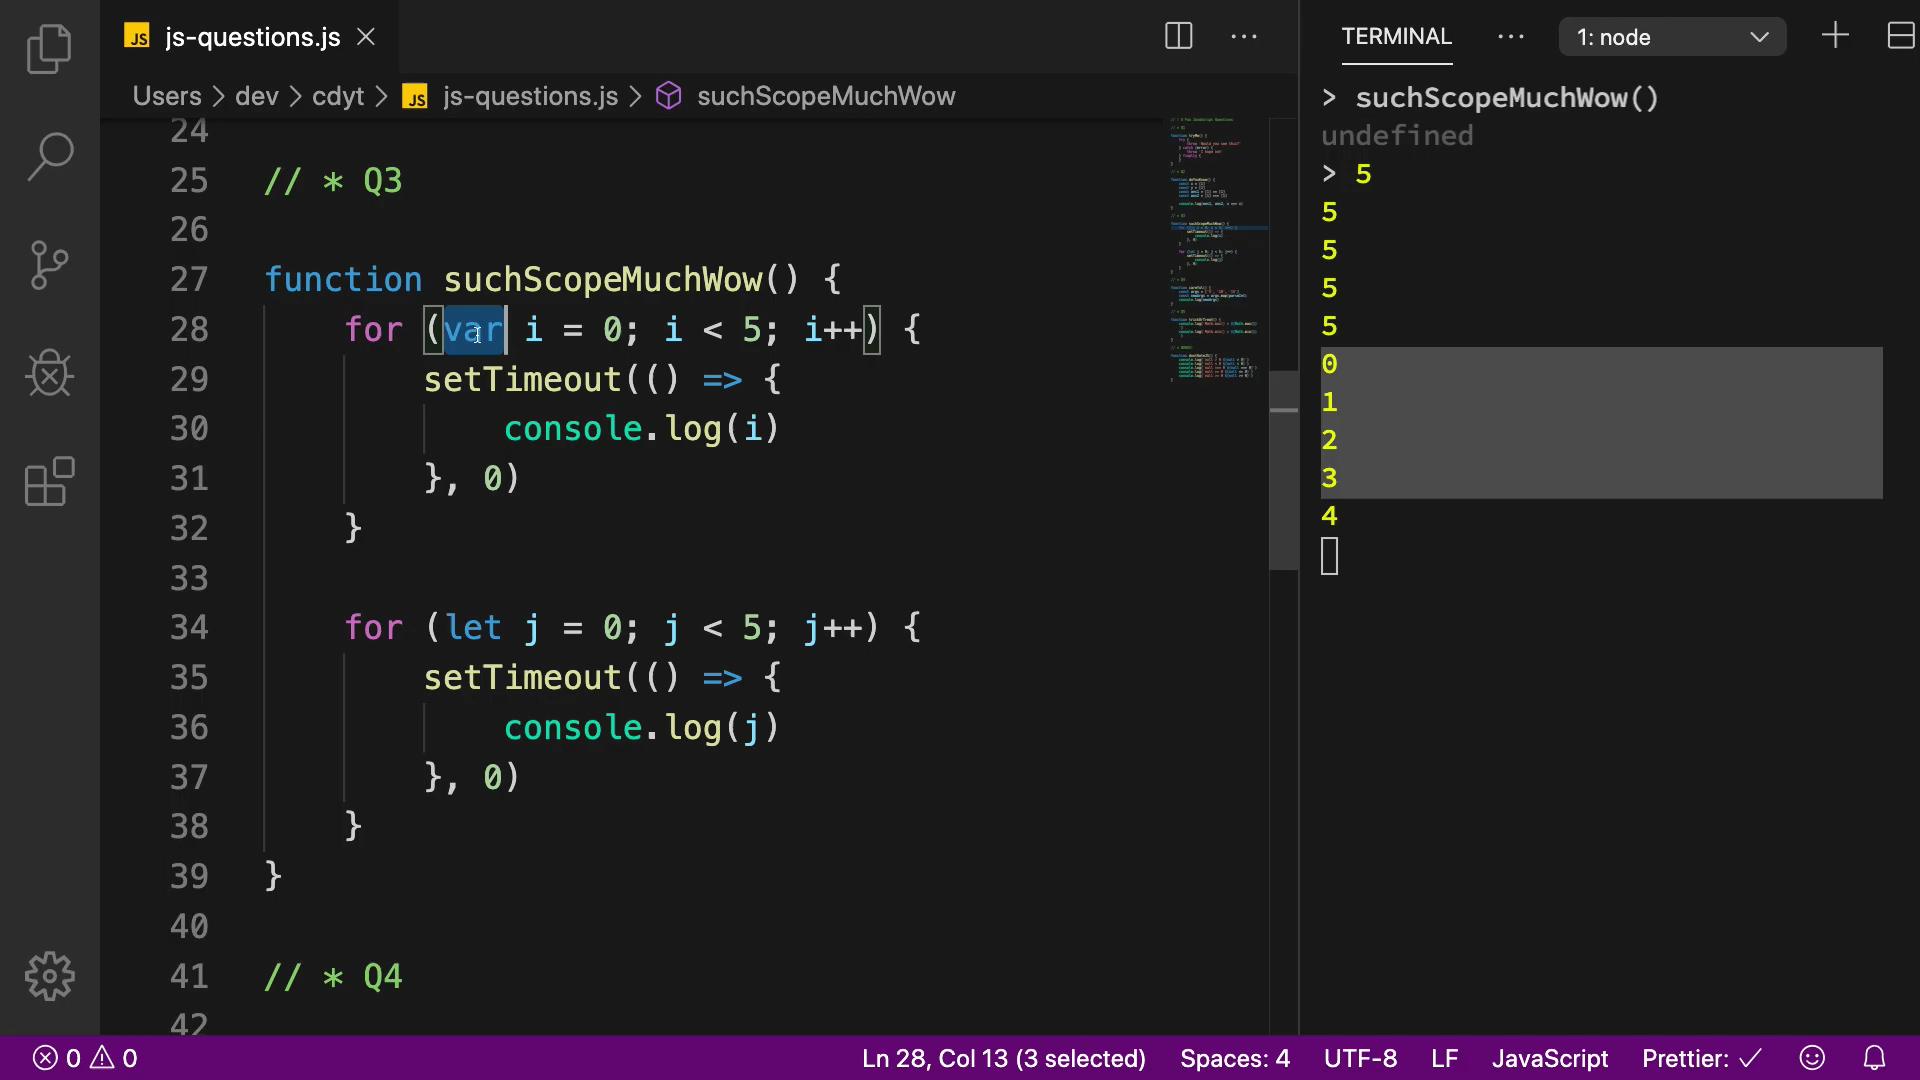 JS js-questions.js
Users > dev > cdyt > JS js-questions.js > suchScopeMuchWow
24
25 // * Q3
26
27 function suchScopeMuchWow() {
28 for (var i = 0; i < 5; i++) {
29 setTimeout(() => {
30 console.log(i)
31 }, 0)
32 }
33
34 for (let j = 0; j < 5; j++) {
35 setTimeout(() => {
36 console.log(j)
37 }, 0)
38 }
39 }
40
41 // * Q4
42
TERMINAL ··· 1: node
> suchScopeMuchWow()
undefined
> 5
5
5
5
5
0
1
2
3
4
0 0 Ln 28, Col 13 (3 selected) Spaces: 4 UTF-8 LF JavaScript Prettier: ✓